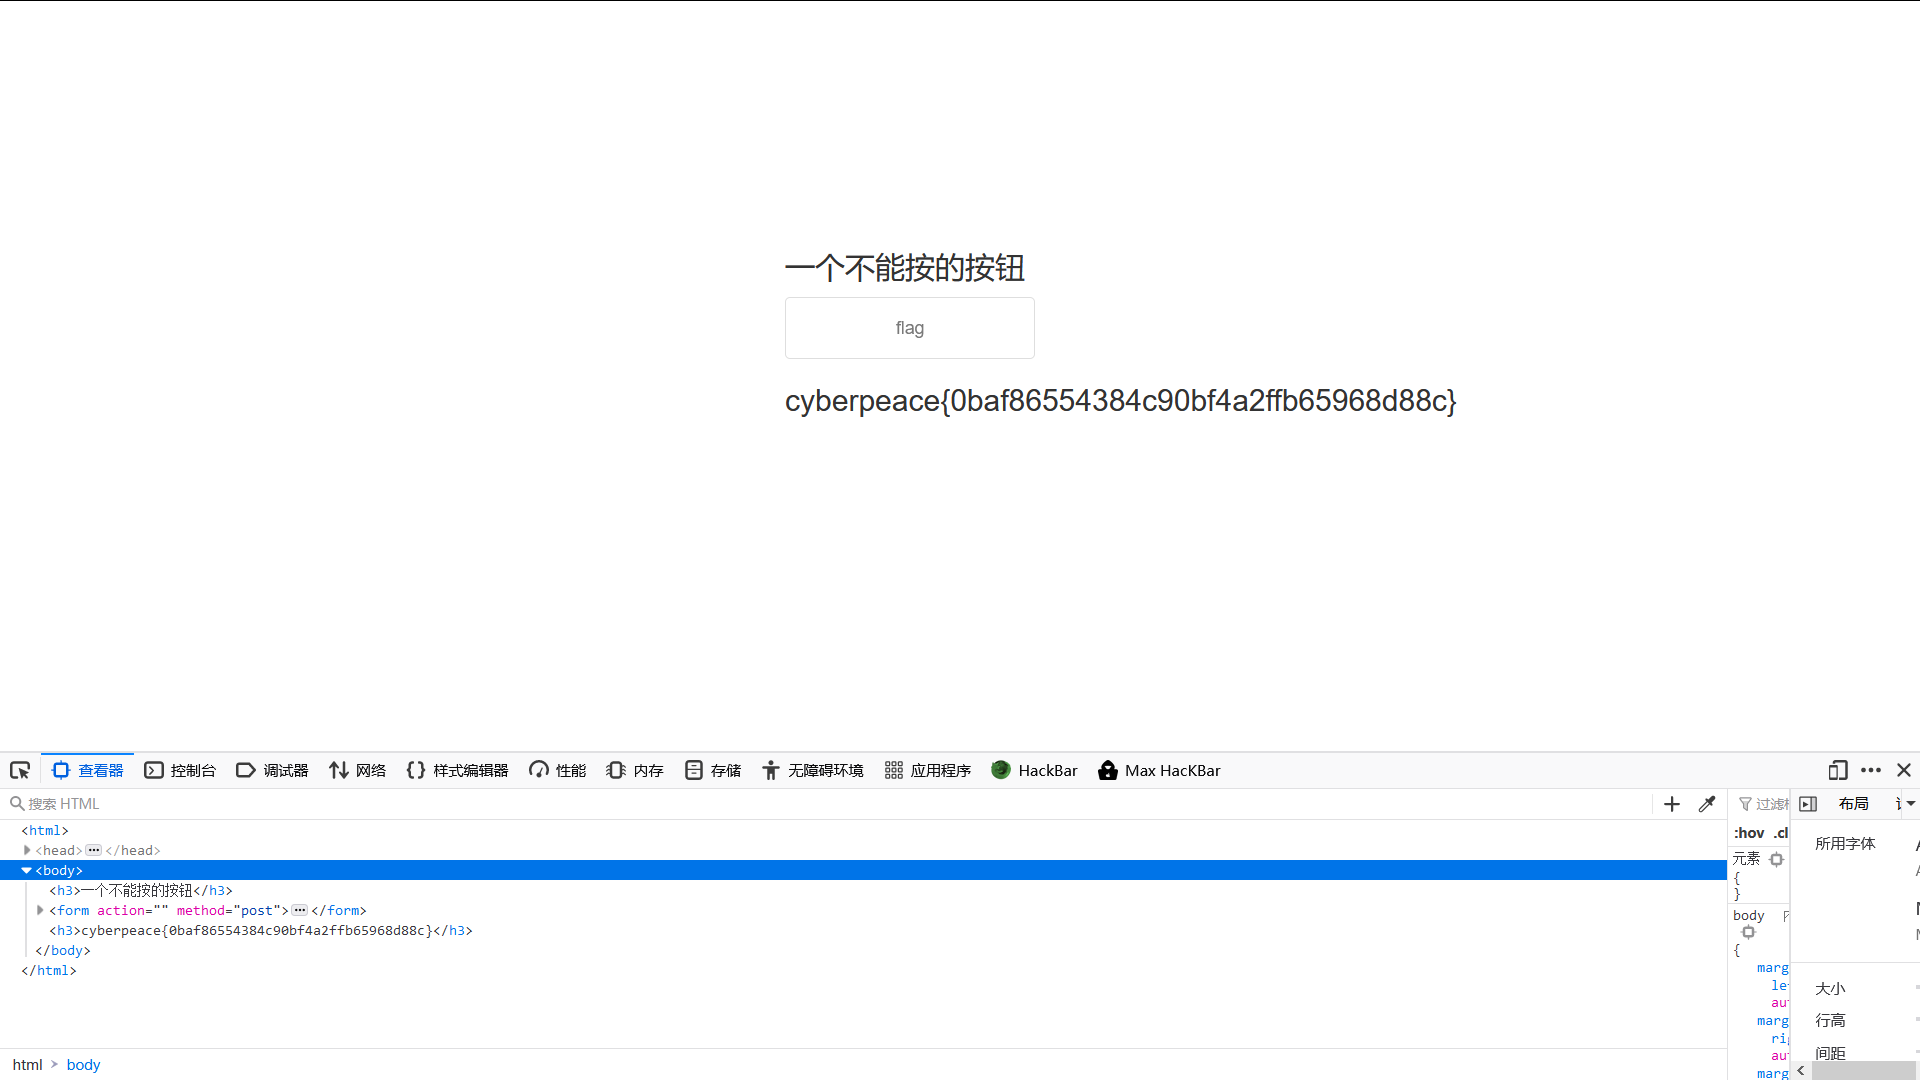 一个不能按的按钮
flag
cyberpeace{0baf86554384c90bf4a2ffb65968d88c}
查看器 控制台 调试器 网络 样式编辑器 性能 内存 存储 无障碍环境 应用程序 HackBar Max HacKBar
搜索 HTML
<html>
<head> </head>
<body>
<h3>一个不能按的按钮</h3>
<form action="" method="post"> </form>
<h3>cyberpeace{0baf86554384c90bf4a2ffb65968d88c}</h3>
</body>
</html>
html > body
过滤
:hov .cl
元素
{
}
body
{
marg
le
au
marg
ri
au
marg
布局
所用字体
大小
行高
间距